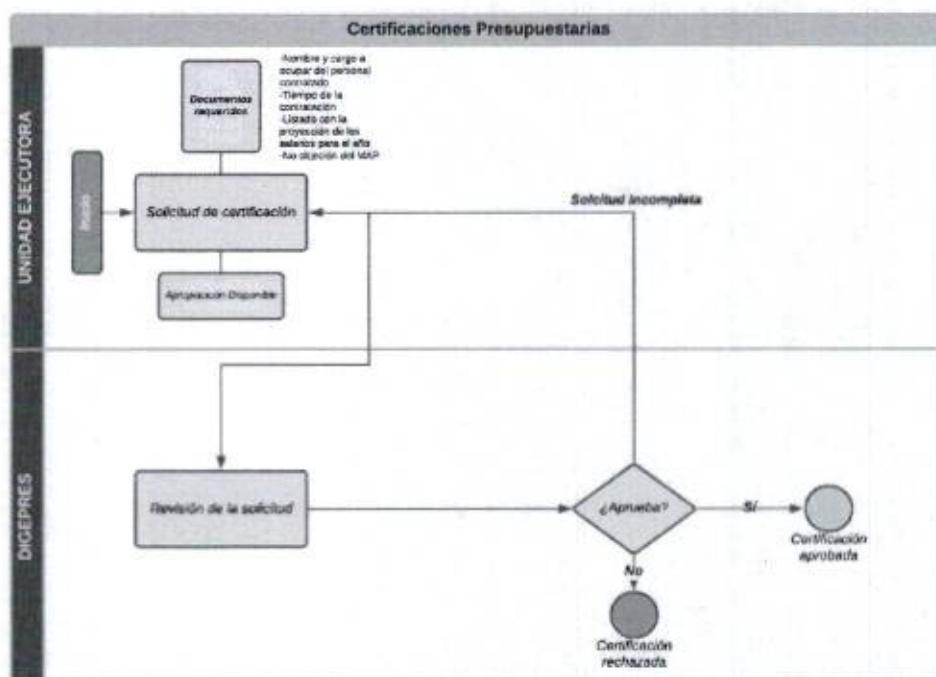 Certificaciones Presupuestarias
UNIDAD EJECUTORA
Documentos
requeridos
-Nombre y cargo a
ocupar del personal
contratado
-Tiempo de la
contratación
-Listado con la
proyección de los
salarios para el año
-No objeción del MAP
Inicio
Solicitud de certificación
Solicitud incompleta
Apropiación Disponible
DIGEPRES
Revisión de la solicitud
¿Aprueba?
Sí
Certificación
aprobada
No
Certificación
rechazada